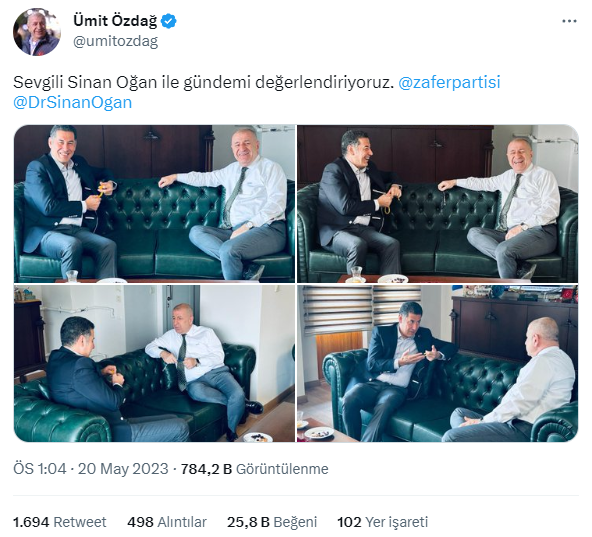 Ümit Özdağ
@umitozdag
Sevgili Sinan Oğan ile gündemi değerlendiriyoruz. @zaferpartisi
@DrSinanOgan
ÖS 1:04 · 20 May 2023 · 784,2 B Görüntülenme
1.694 Retweet 498 Alıntılar 25,8 B Beğeni 102 Yer işareti